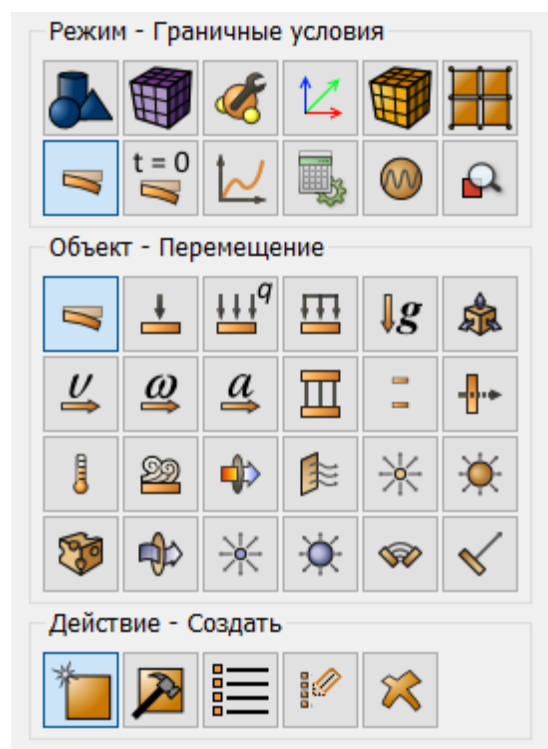 Режим - Граничные условия
t = 0
Объект - Перемещение
q
g
υ
ω
a
Действие - Создать